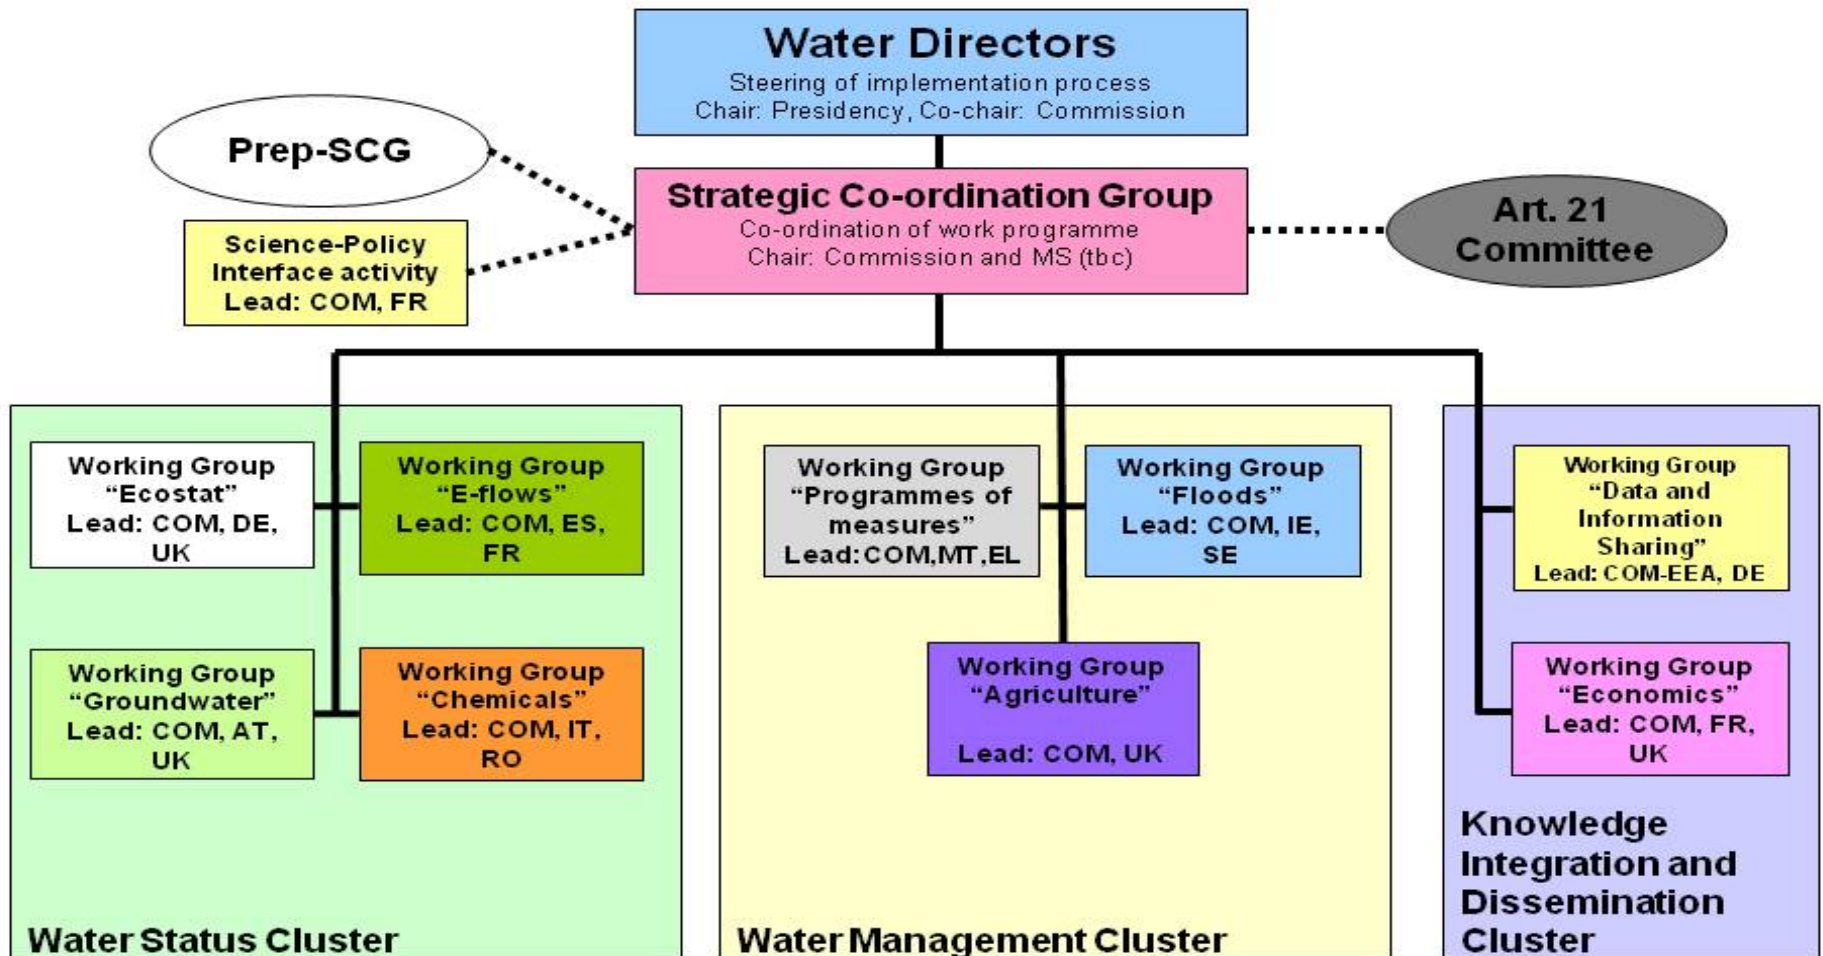 Water Directors
Steering of implementation process
Chair: Presidency, Co-chair: Commission
Prep-SCG
Strategic Co-ordination Group
Co-ordination of work programme
Chair: Commission and MS (tbc)
Art. 21
Committee
Science-Policy
Interface activity
Lead: COM, FR
Working Group
“Ecostat”
Lead: COM, DE,
UK
Working Group
“E-flows”
Lead: COM, ES,
FR
Working Group
“Groundwater”
Lead: COM, AT,
UK
Working Group
“Chemicals”
Lead: COM, IT,
RO
Water Status Cluster
Working Group
“Programmes of
measures”
Lead:COM,MT,EL
Working Group
“Floods”
Lead: COM, IE,
SE
Working Group
“Agriculture”
Lead: COM, UK
Water Management Cluster
Working Group
“Data and
Information
Sharing”
Lead: COM-EEA, DE
Working Group
“Economics”
Lead: COM, FR,
UK
Knowledge
Integration and
Dissemination
Cluster